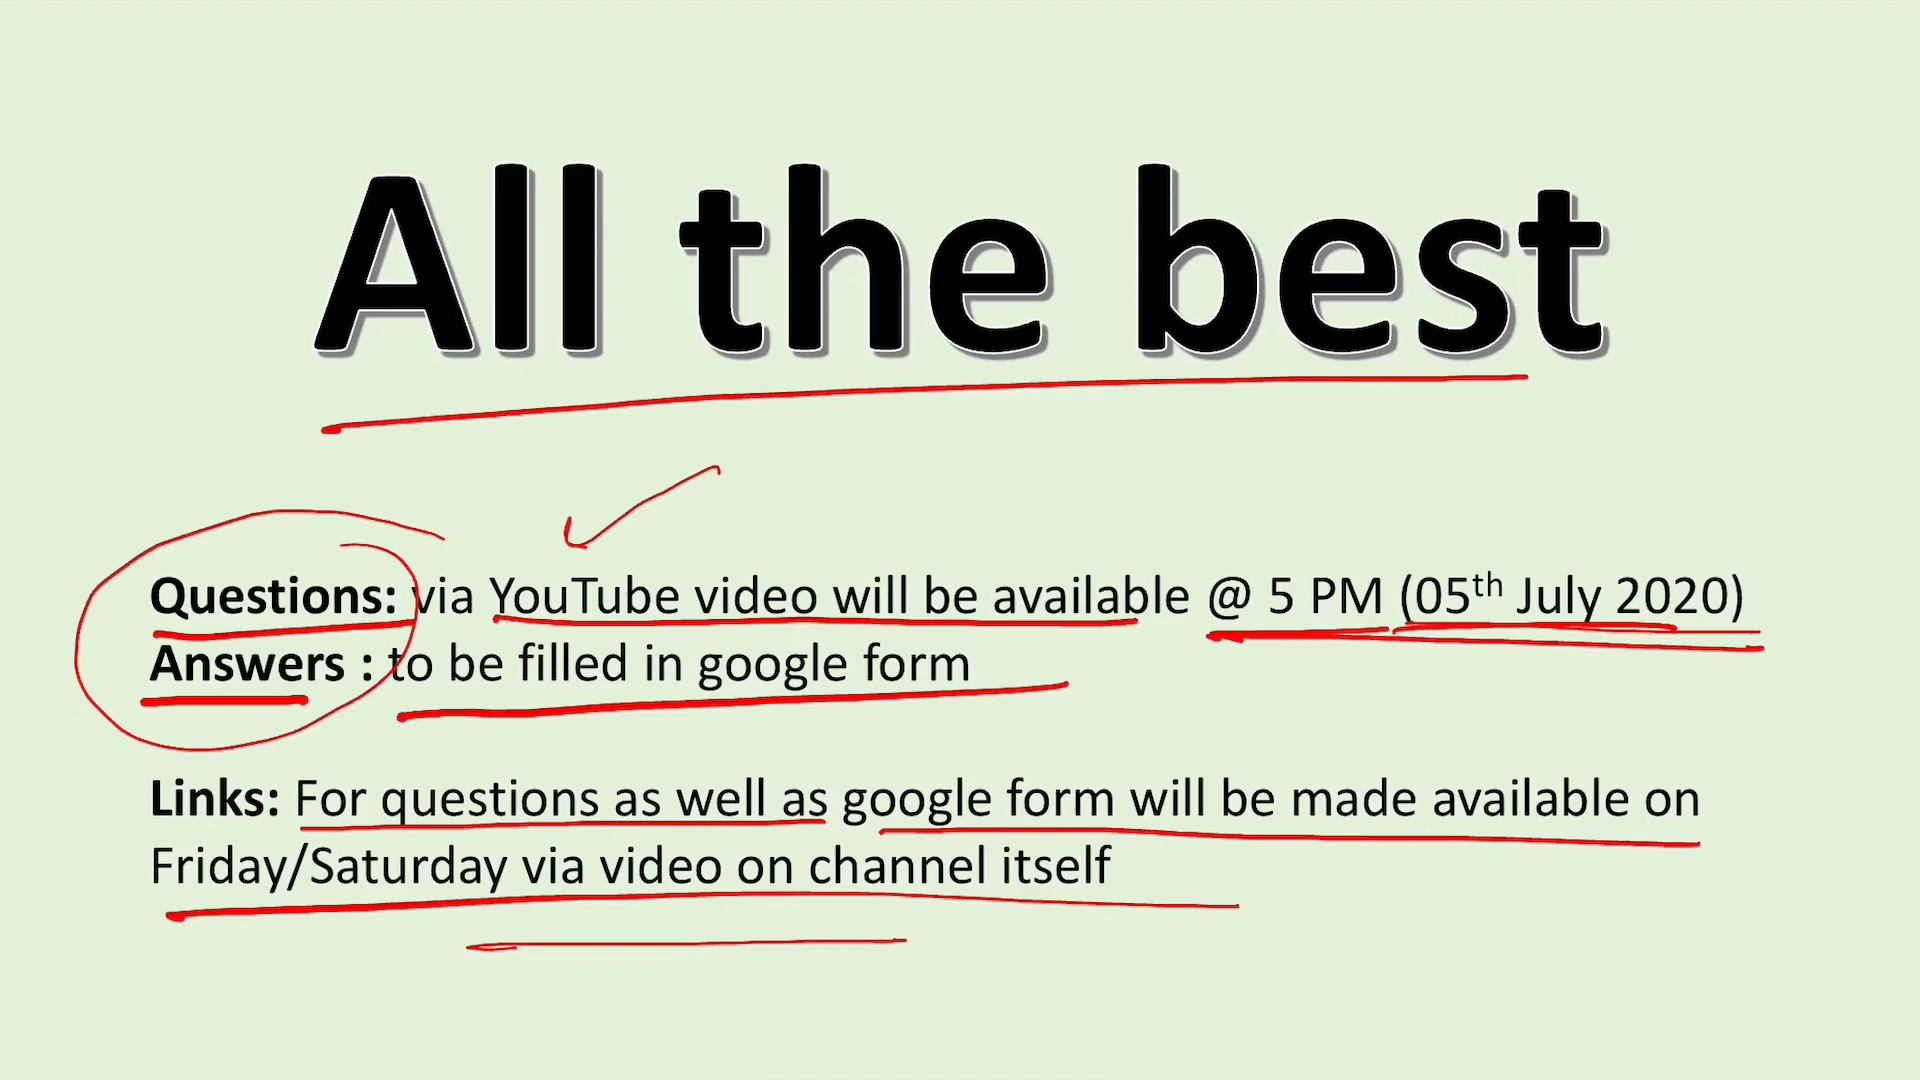 All the best
Questions: via YouTube video will be available @ 5 PM (05th July 2020)
Answers : to be filled in google form
Links: For questions as well as google form will be made available on
Friday/Saturday via video on channel itself